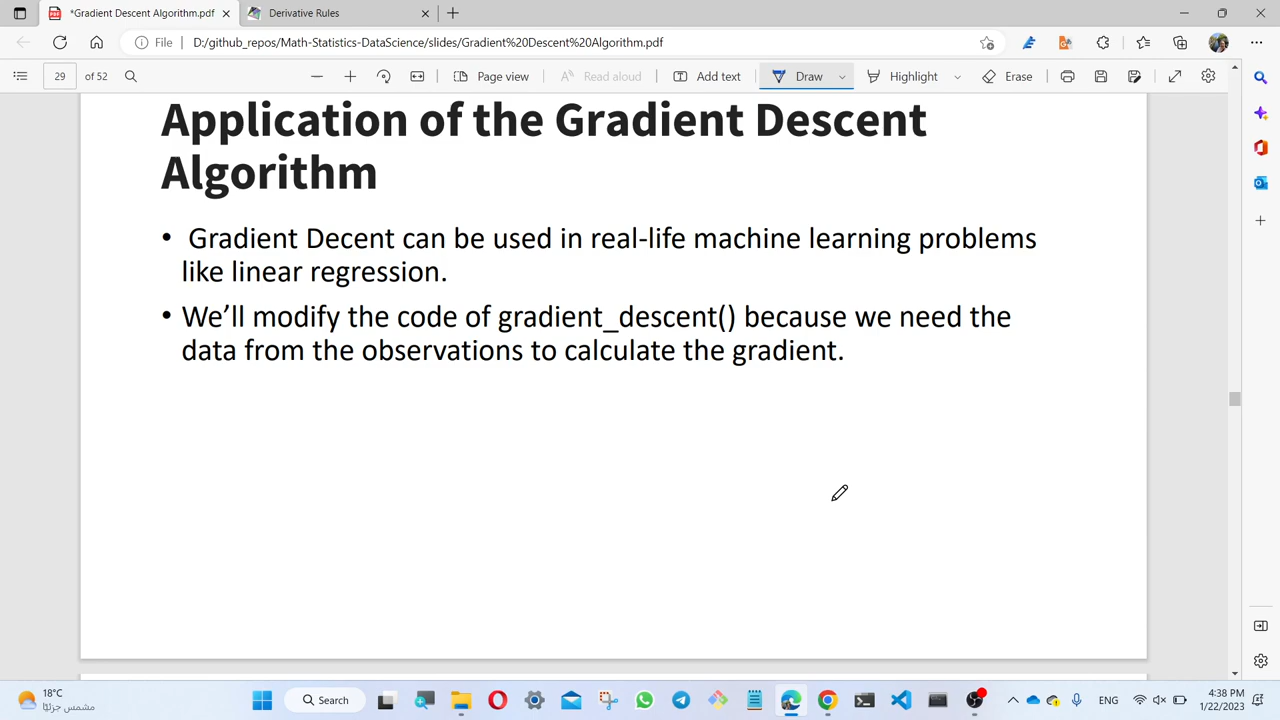 *Gradient Descent Algorithm.pdf
Derivative Rules
File
D:/github_repos/Math-Statistics-DataScience/slides/Gradient%20Descent%20Algorithm.pdf
29 of 52
Page view
Read aloud
Add text
Draw
Highlight
Erase
Application of the Gradient Descent
Algorithm
• Gradient Decent can be used in real-life machine learning problems
like linear regression.
• We’ll modify the code of gradient_descent() because we need the
data from the observations to calculate the gradient.
18°C
مشمس جزئيًا
Search
ENG
4:38 PM
1/22/2023